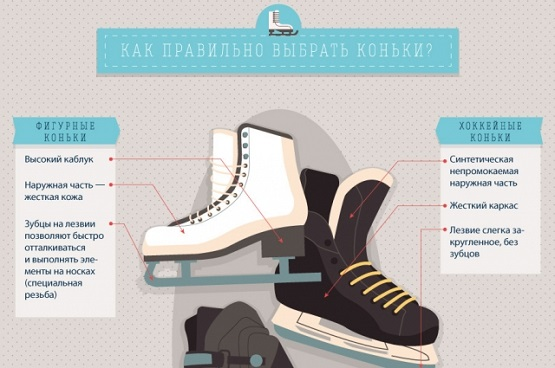 КАК ПРАВИЛЬНО ВЫБРАТЬ КОНЬКИ?
ФИГУРНЫЕ
КОНЬКИ
Высокий каблук
Наружная часть —
жесткая кожа
Зубцы на лезвии
позволяют быстро
отталкиваться
и выполнять эле-
менты на носках
(специальная
резьба)
ХОККЕЙНЫЕ
КОНЬКИ
Синтетическая
непромокаемая
наружная часть
Жесткий каркас
Лезвие слегка за-
кругленное, без
зубцов